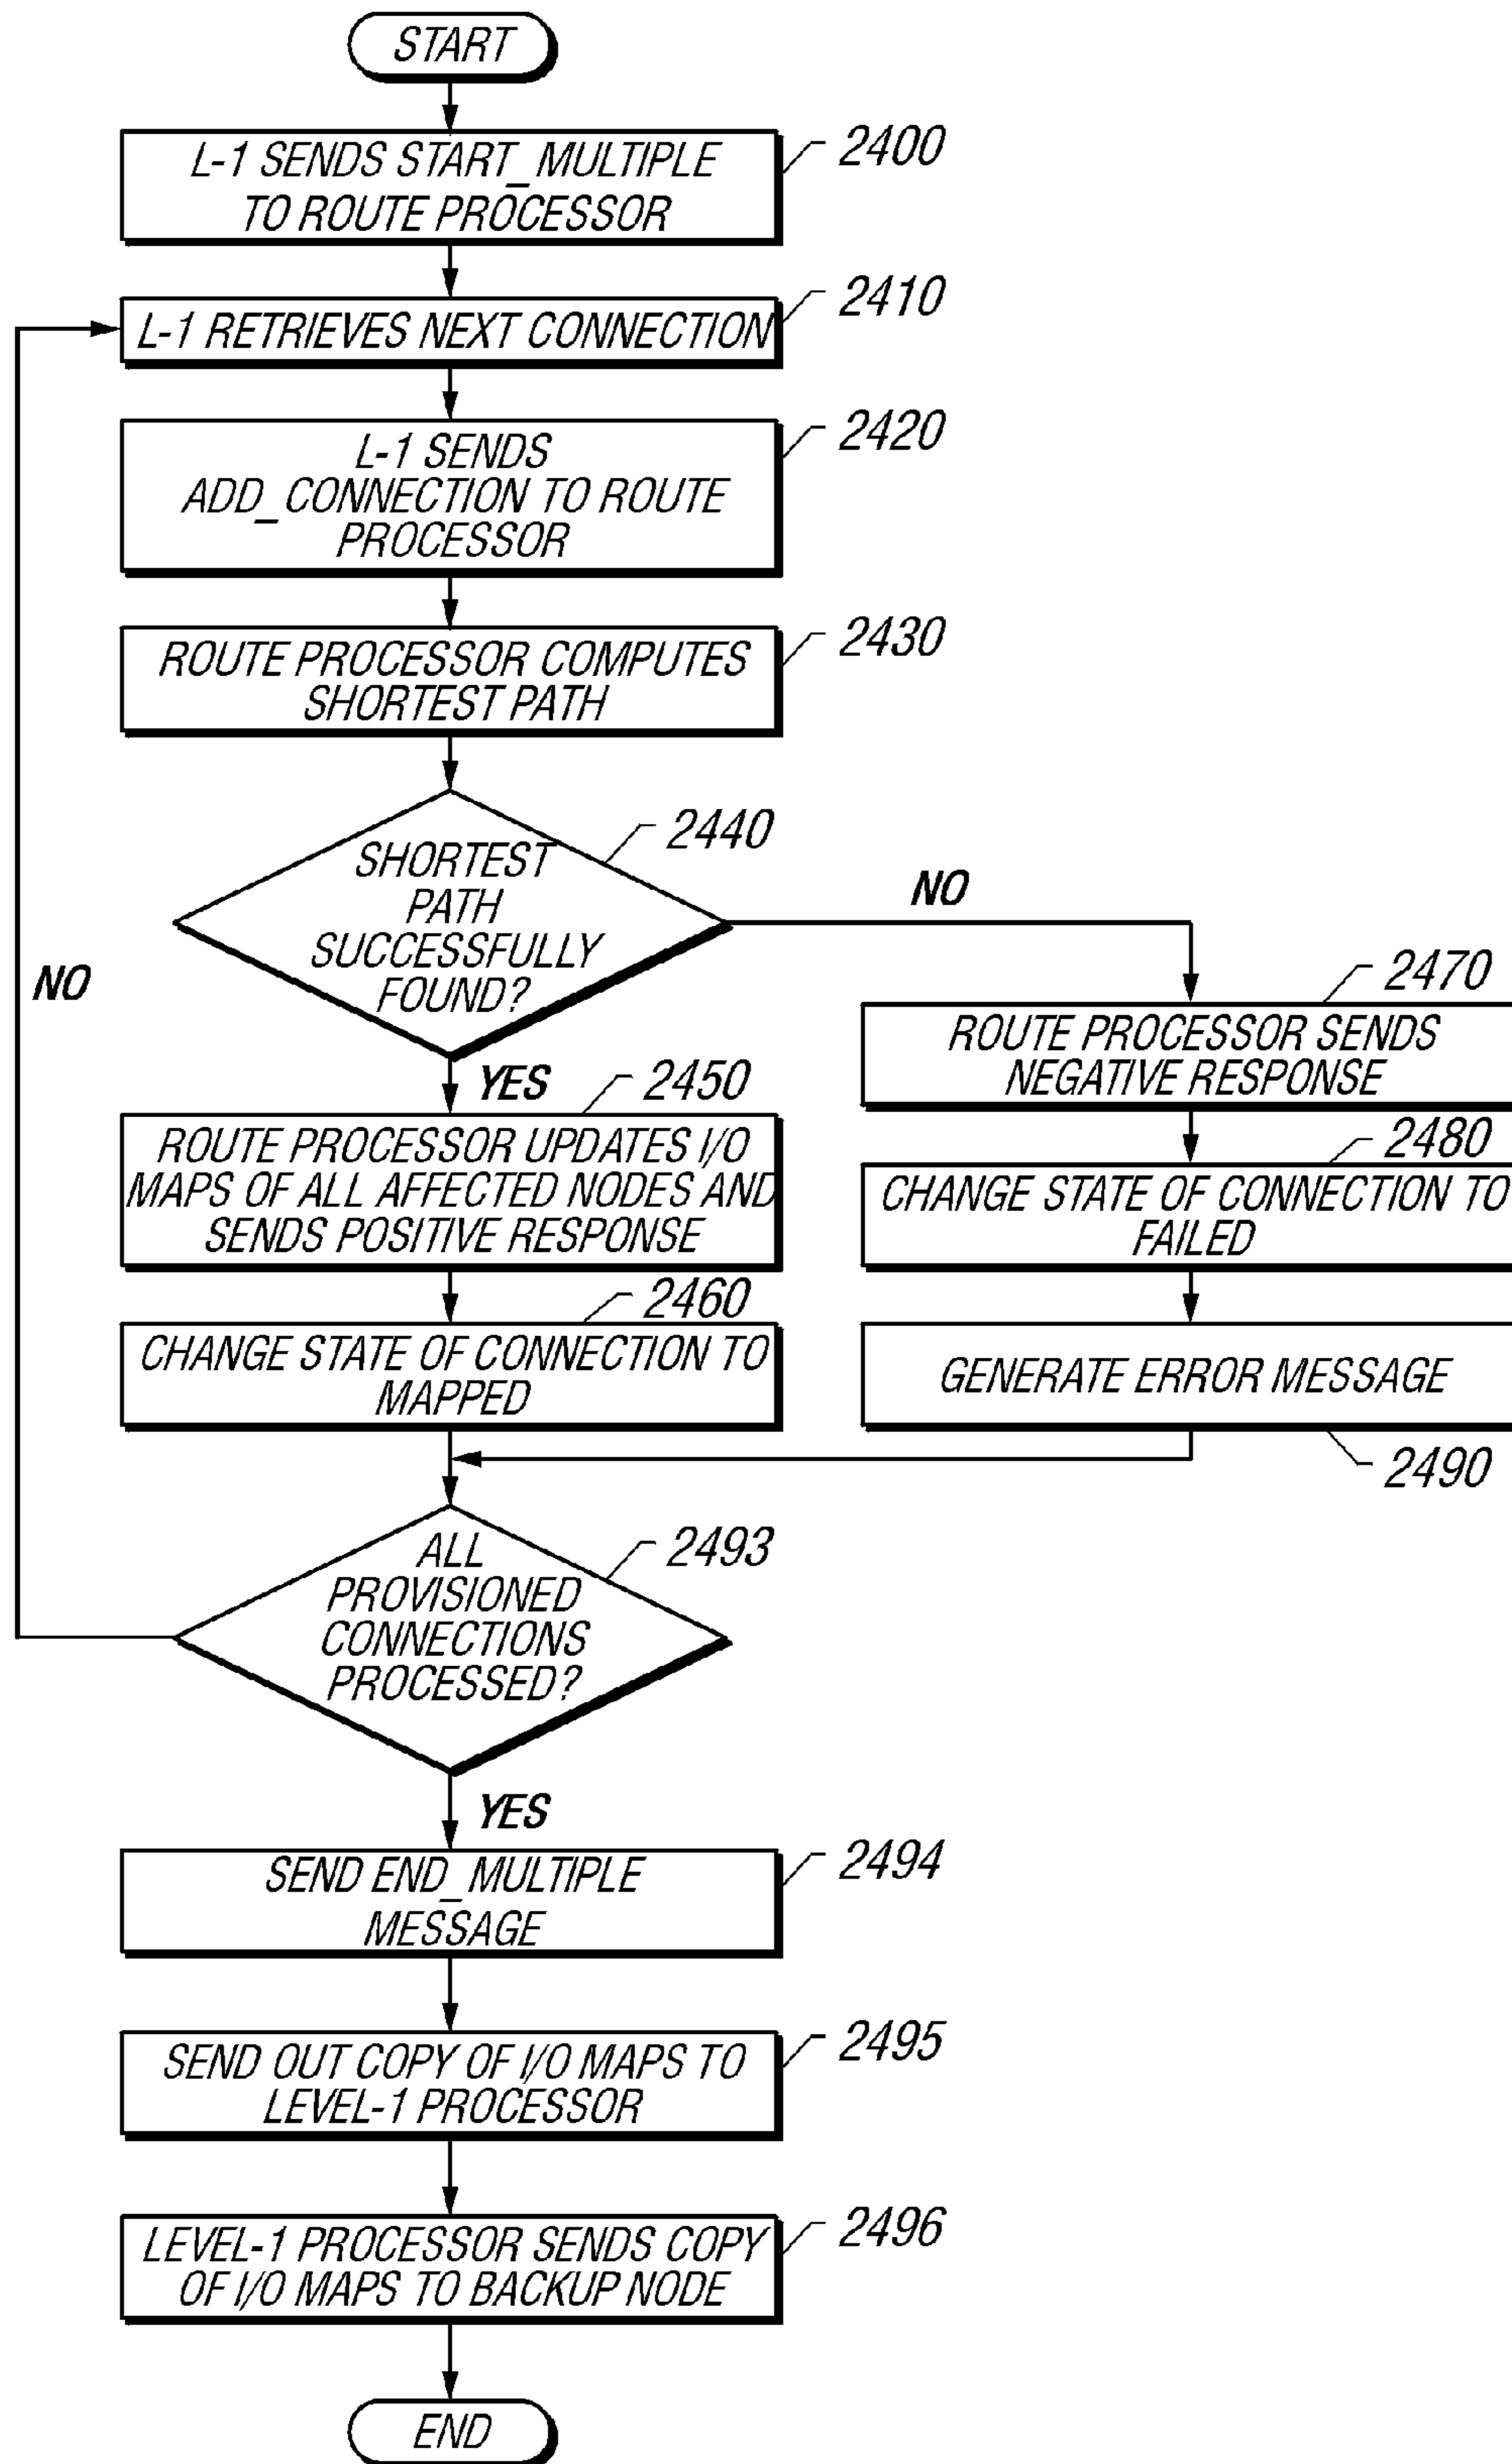 START
L-1 SENDS START_MULTIPLE
TO ROUTE PROCESSOR
2400
L-1 RETRIEVES NEXT CONNECTION
2410
L-1 SENDS
ADD_CONNECTION TO ROUTE
PROCESSOR
2420
ROUTE PROCESSOR COMPUTES
SHORTEST PATH
2430
SHORTEST
PATH
SUCCESSFULLY
FOUND?
2440
NO
NO
YES
2450
ROUTE PROCESSOR UPDATES I/O
MAPS OF ALL AFFECTED NODES AND
SENDS POSITIVE RESPONSE
2460
CHANGE STATE OF CONNECTION TO
MAPPED
2470
ROUTE PROCESSOR SENDS
NEGATIVE RESPONSE
2480
CHANGE STATE OF CONNECTION TO
FAILED
GENERATE ERROR MESSAGE
2490
ALL
PROVISIONED
CONNECTIONS
PROCESSED?
2493
YES
SEND END_MULTIPLE
MESSAGE
2494
SEND OUT COPY OF I/O MAPS TO
LEVEL-1 PROCESSOR
2495
LEVEL-1 PROCESSOR SENDS COPY
OF I/O MAPS TO BACKUP NODE
2496
END